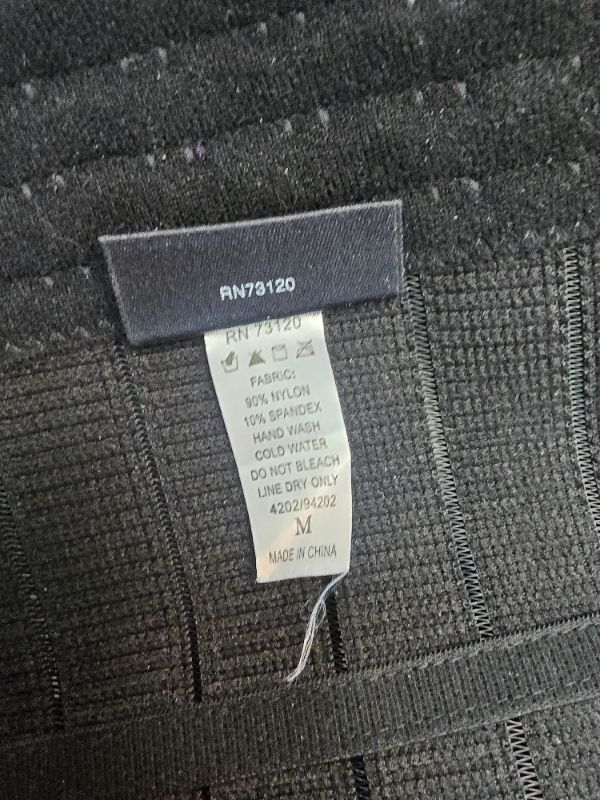 RN73120
RN 73120
FABRIC:
90% NYLON
10% SPANDEX
HAND WASH
COLD WATER
DO NOT BLEACH
LINE DRY ONLY
4202/94202
M
MADE IN CHINA